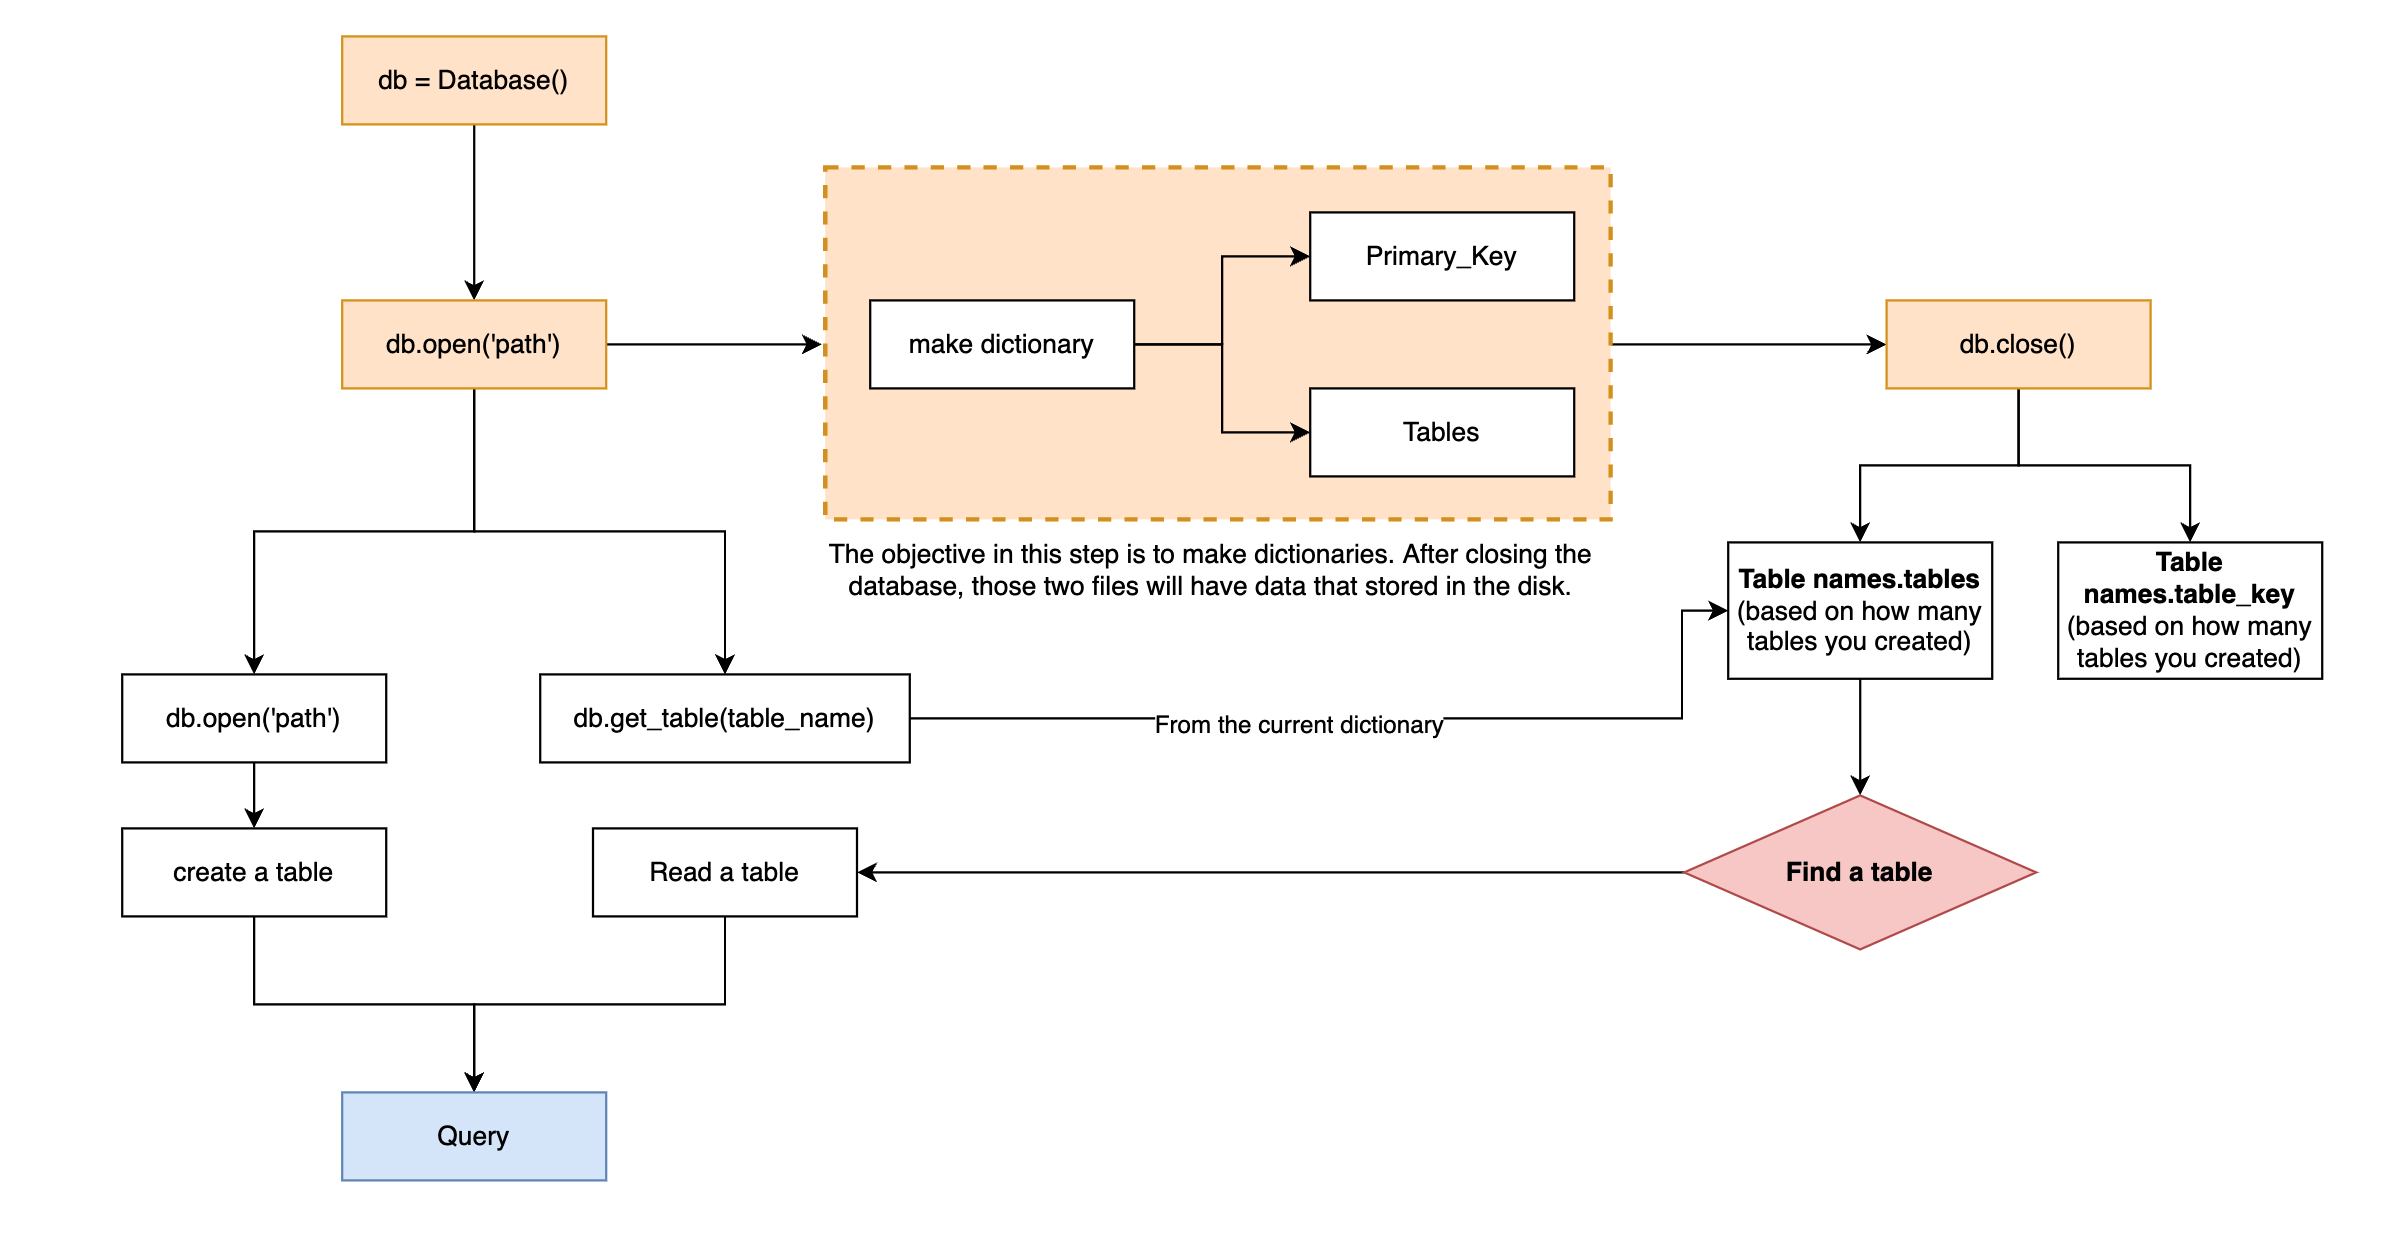 db = Database()
Primary_Key
db.open('path')
make dictionary
db.close()
Tables
The objective in this step is to make dictionaries. After closing the
database, those two files will have data that stored in the disk.
Table names.tables
(based on how many
tables you created)
Table
names.table_key
(based on how many
tables you created)
db.open('path')
db.get_table(table_name)
From the current dictionary
create a table
Read a table
Find a table
Query